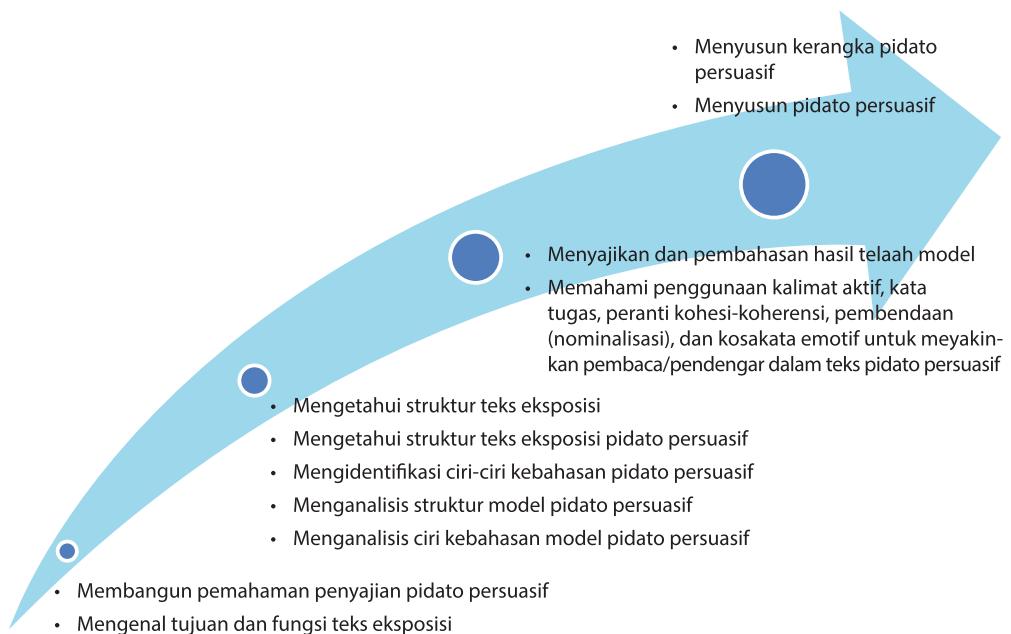 • Menyusun kerangka pidato
persuasif
• Menyusun pidato persuasif
• Menyajikan dan pembahasan hasil telaah model
• Memahami penggunaan kalimat aktif, kata
tugas, peranti kohesi-koherensi, pembendaan
(nominalisasi), dan kosakata emotif untuk meyakin-
kan pembaca/pendengar dalam teks pidato persuasif
• Mengetahui struktur teks eksposisi
• Mengetahui struktur teks eksposisi pidato persuasif
• Mengidentifikasi ciri-ciri kebahasan pidato persuasif
• Menganalisis struktur model pidato persuasif
• Menganalisis ciri kebahasan model pidato persuasif
• Membangun pemahaman penyajian pidato persuasif
• Mengenal tujuan dan fungsi teks eksposisi